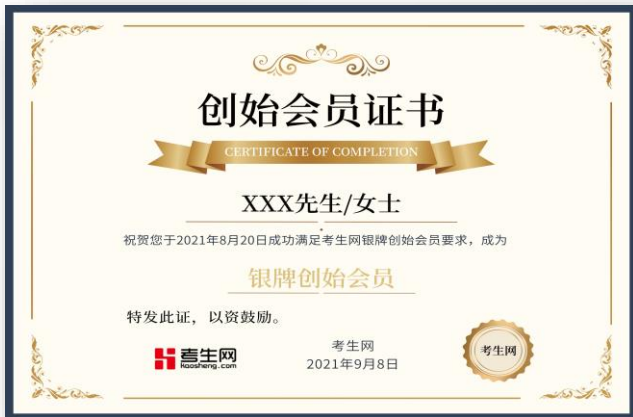 创始会员证书
CERTIFICATE OF COMPLETION
XXX先生/女士
祝贺您于2021年8月20日成功满足考生网银牌创始会员要求，成为
银牌创始会员
特发此证，以资鼓励。
考生网
kaosheng.com
考生网
2021年9月8日
考生网